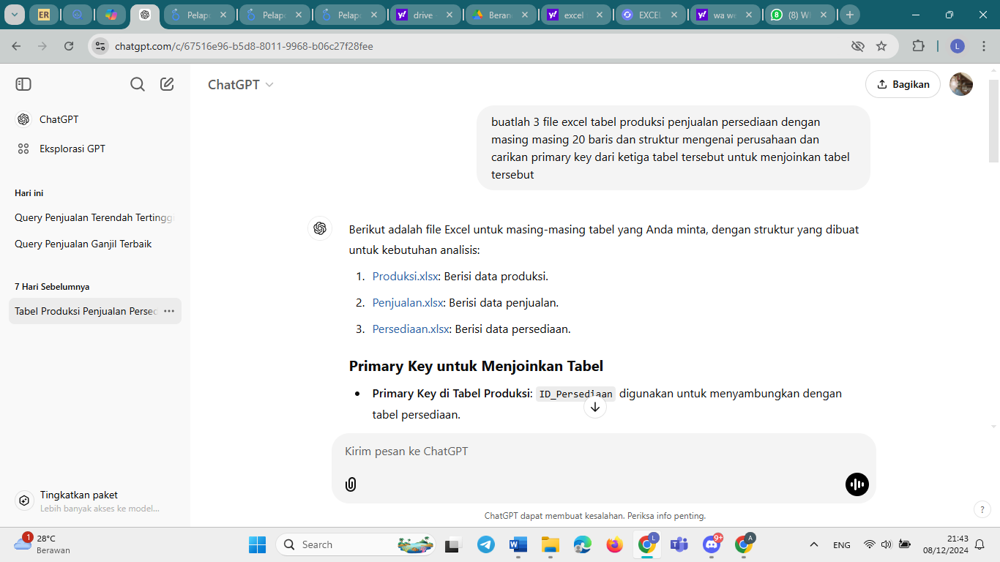 ER
Pelapo
Pelapo
Pelapo
drive
Beran
excel
EXCEL
wa we
(8) W
chatgpt.com/c/67516e96-b5d8-8011-9968-b06c27f28fee
L
ChatGPT
Bagikan
ChatGPT
Eksplorasi GPT
Hari ini
Query Penjualan Terendah Tertingg
Query Penjualan Ganjil Terbaik
7 Hari Sebelumnya
Tabel Produksi Penjualan Persed
Tingkatkan paket
Lebih banyak akses ke model...
buatlah 3 file excel tabel produksi penjualan persediaan dengan
masing masing 20 baris dan struktur mengenai perusahaan dan
carikan primary key dari ketiga tabel tersebut untuk menjoinkan tabel
tersebut
Berikut adalah file Excel untuk masing-masing tabel yang Anda minta, dengan struktur yang dibuat
untuk kebutuhan analisis:
1. Produksi.xlsx: Berisi data produksi.
2. Penjualan.xlsx: Berisi data penjualan.
3. Persediaan.xlsx: Berisi data persediaan.
Primary Key untuk Menjoinkan Tabel
• Primary Key di Tabel Produksi: ID_Persediaan digunakan untuk menyambungkan dengan
tabel persediaan.
Kirim pesan ke ChatGPT
ChatGPT dapat membuat kesalahan. Periksa info penting.
?
1
28°C
Berawan
Search
L
9+
A
ENG
21:43
08/12/2024